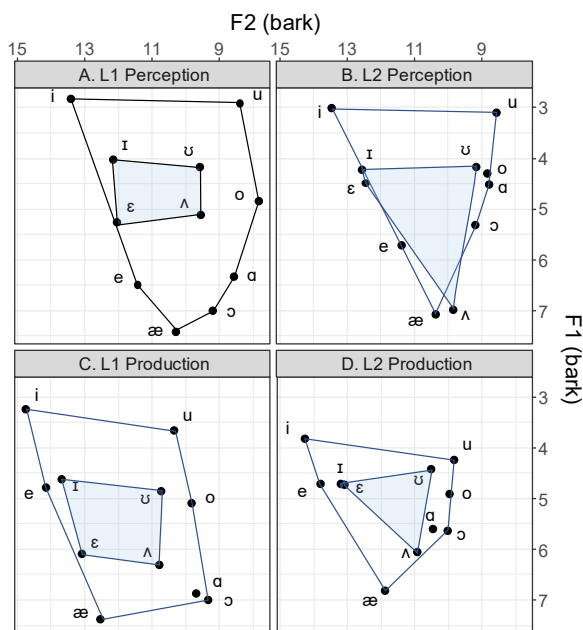 F2 (bark)
15 13 11 9 15 13 11 9
A. L1 Perception B. L2 Perception
i u ɪ ʊ ɛ ʌ o e ɑ ɔ æ
i u ɪ ʊ ɛ o ɑ ɔ e æ ʌ
3
4
5
6
7
F1 (bark)
C. L1 Production D. L2 Production
i u e ɪ ʊ o ɛ ʌ ɑ ɔ æ
i u e ɪ ɛ ʊ o ɑ ɔ ʌ æ
3
4
5
6
7